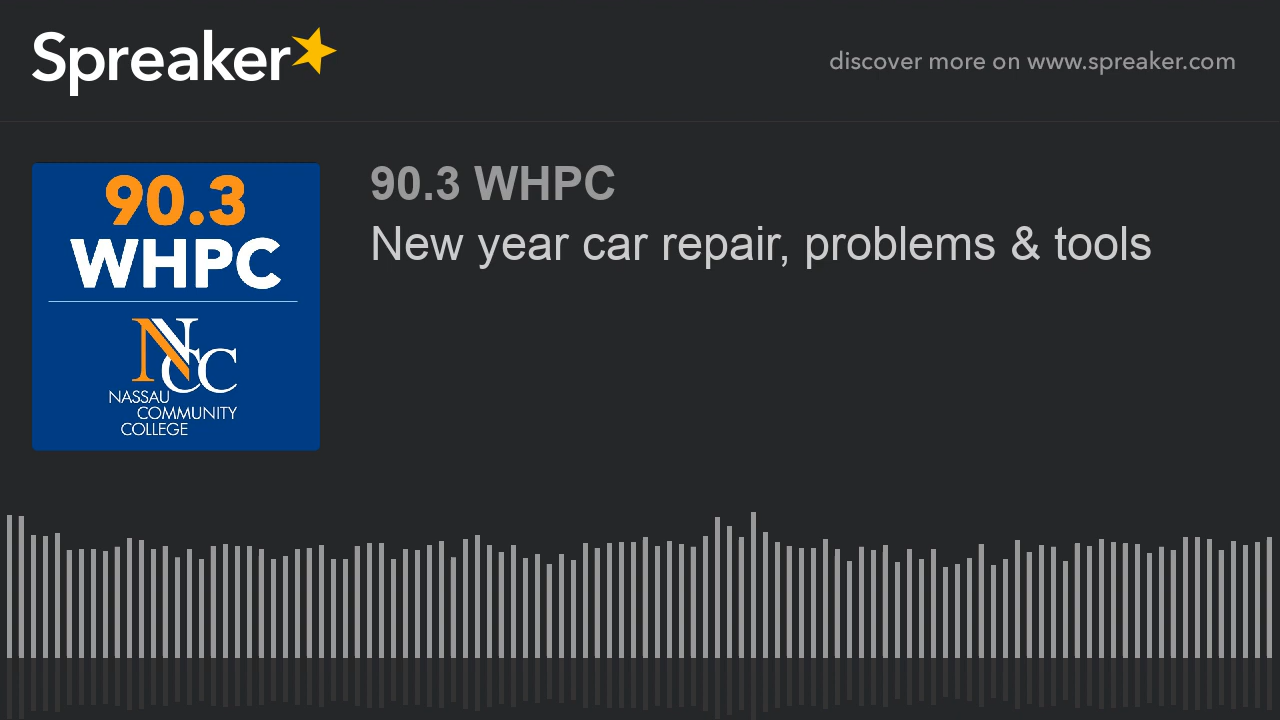 Spreaker
discover more on www.spreaker.com
90.3
WHPC
NCC
NASSAU
COMMUNITY
COLLEGE
90.3 WHPC
New year car repair, problems & tools